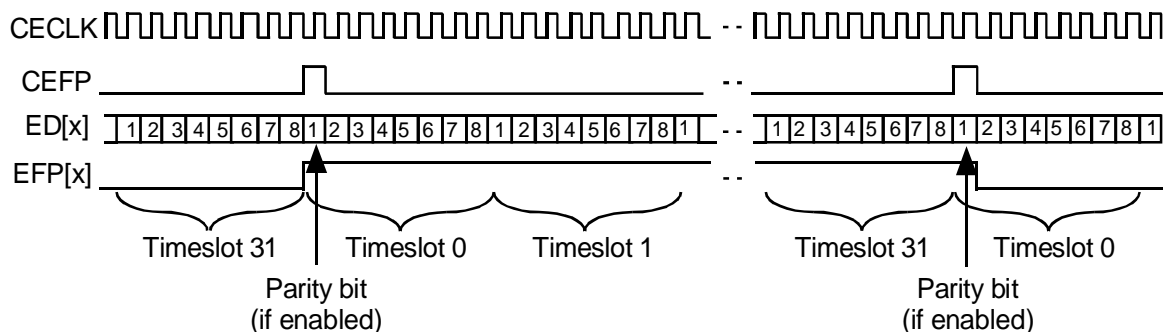 CECLK - -
CEFP - -
ED[x] 1 2 3 4 5 6 7 8 1 2 3 4 5 6 7 8 1 2 3 4 5 6 7 8 1 - - 1 2 3 4 5 6 7 8 1 2 3 4 5 6 7 8 1
EFP[x] - -
Timeslot 31 Timeslot 0 Timeslot 1 Timeslot 31 Timeslot 0
Parity bit Parity bit
(if enabled) (if enabled)